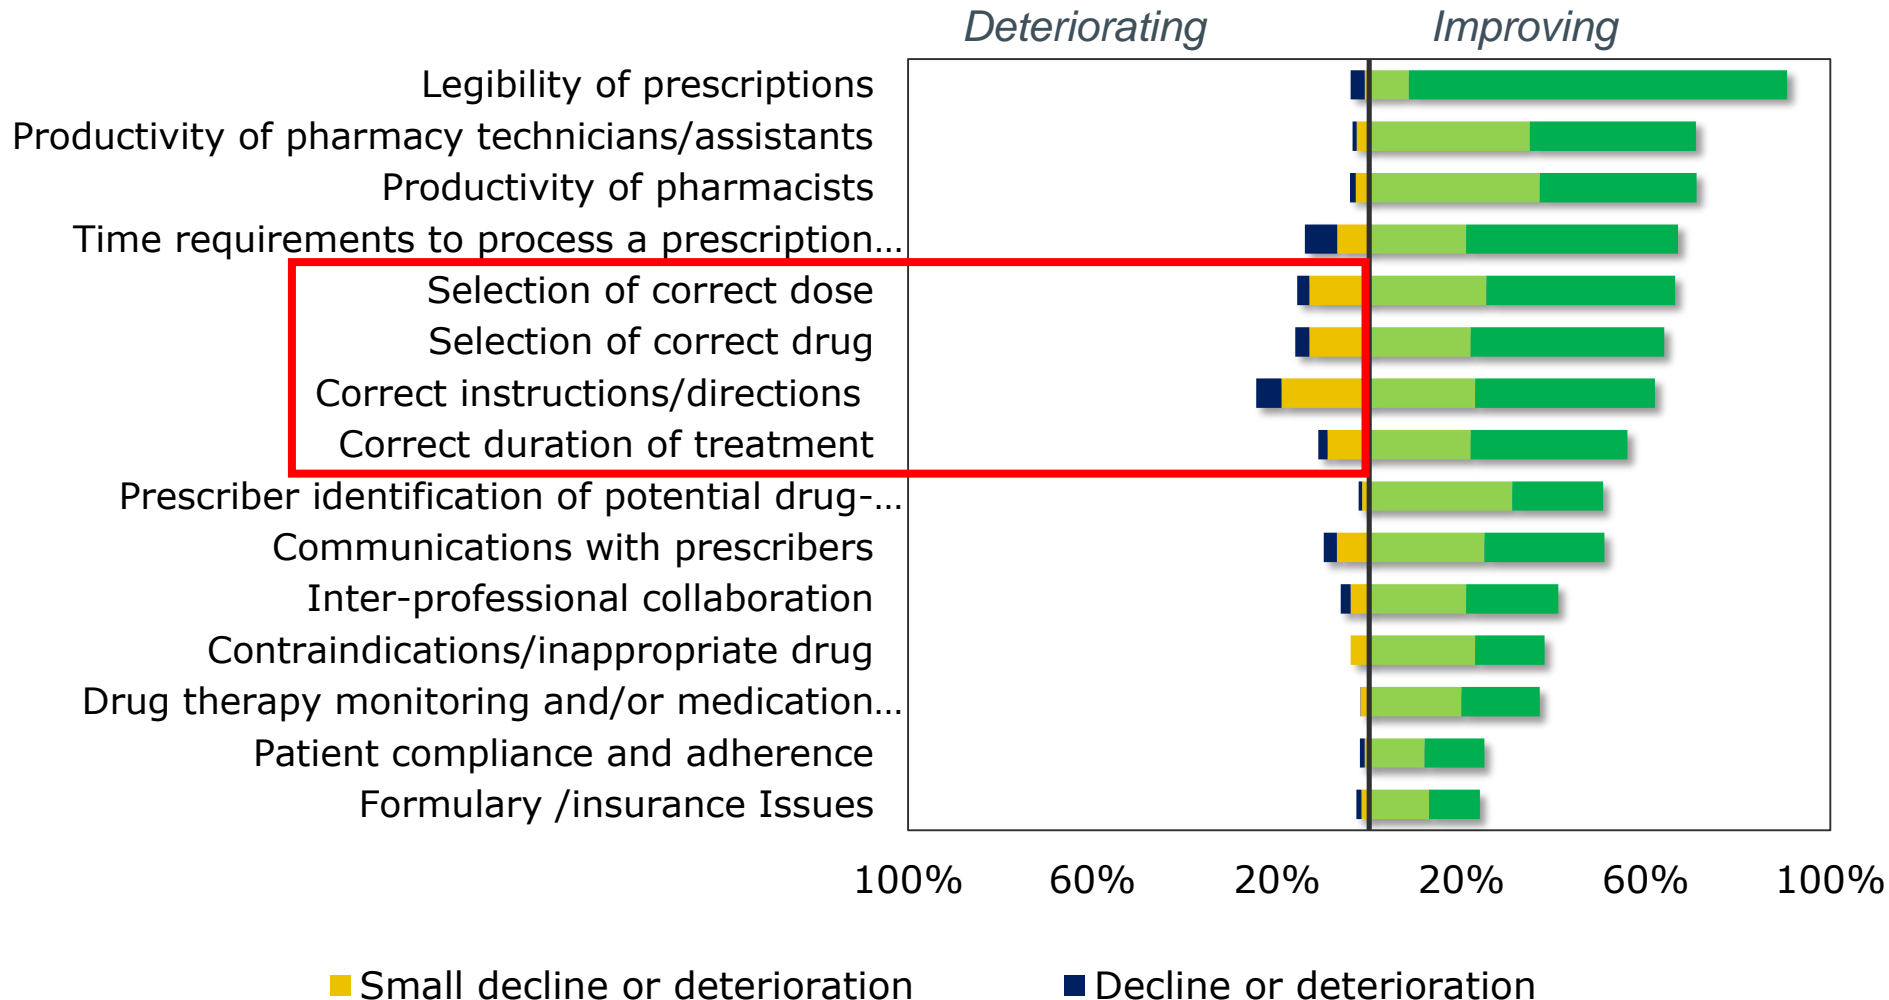 Deteriorating Improving
Legibility of prescriptions
Productivity of pharmacy technicians/assistants
Productivity of pharmacists
Time requirements to process a prescription...
Selection of correct dose
Selection of correct drug
Correct instructions/directions
Correct duration of treatment
Prescriber identification of potential drug-...
Communications with prescribers
Inter-professional collaboration
Contraindications/inappropriate drug
Drug therapy monitoring and/or medication...
Patient compliance and adherence
Formulary /insurance Issues
100% 60% 20% 20% 60% 100%
Small decline or deterioration Decline or deterioration